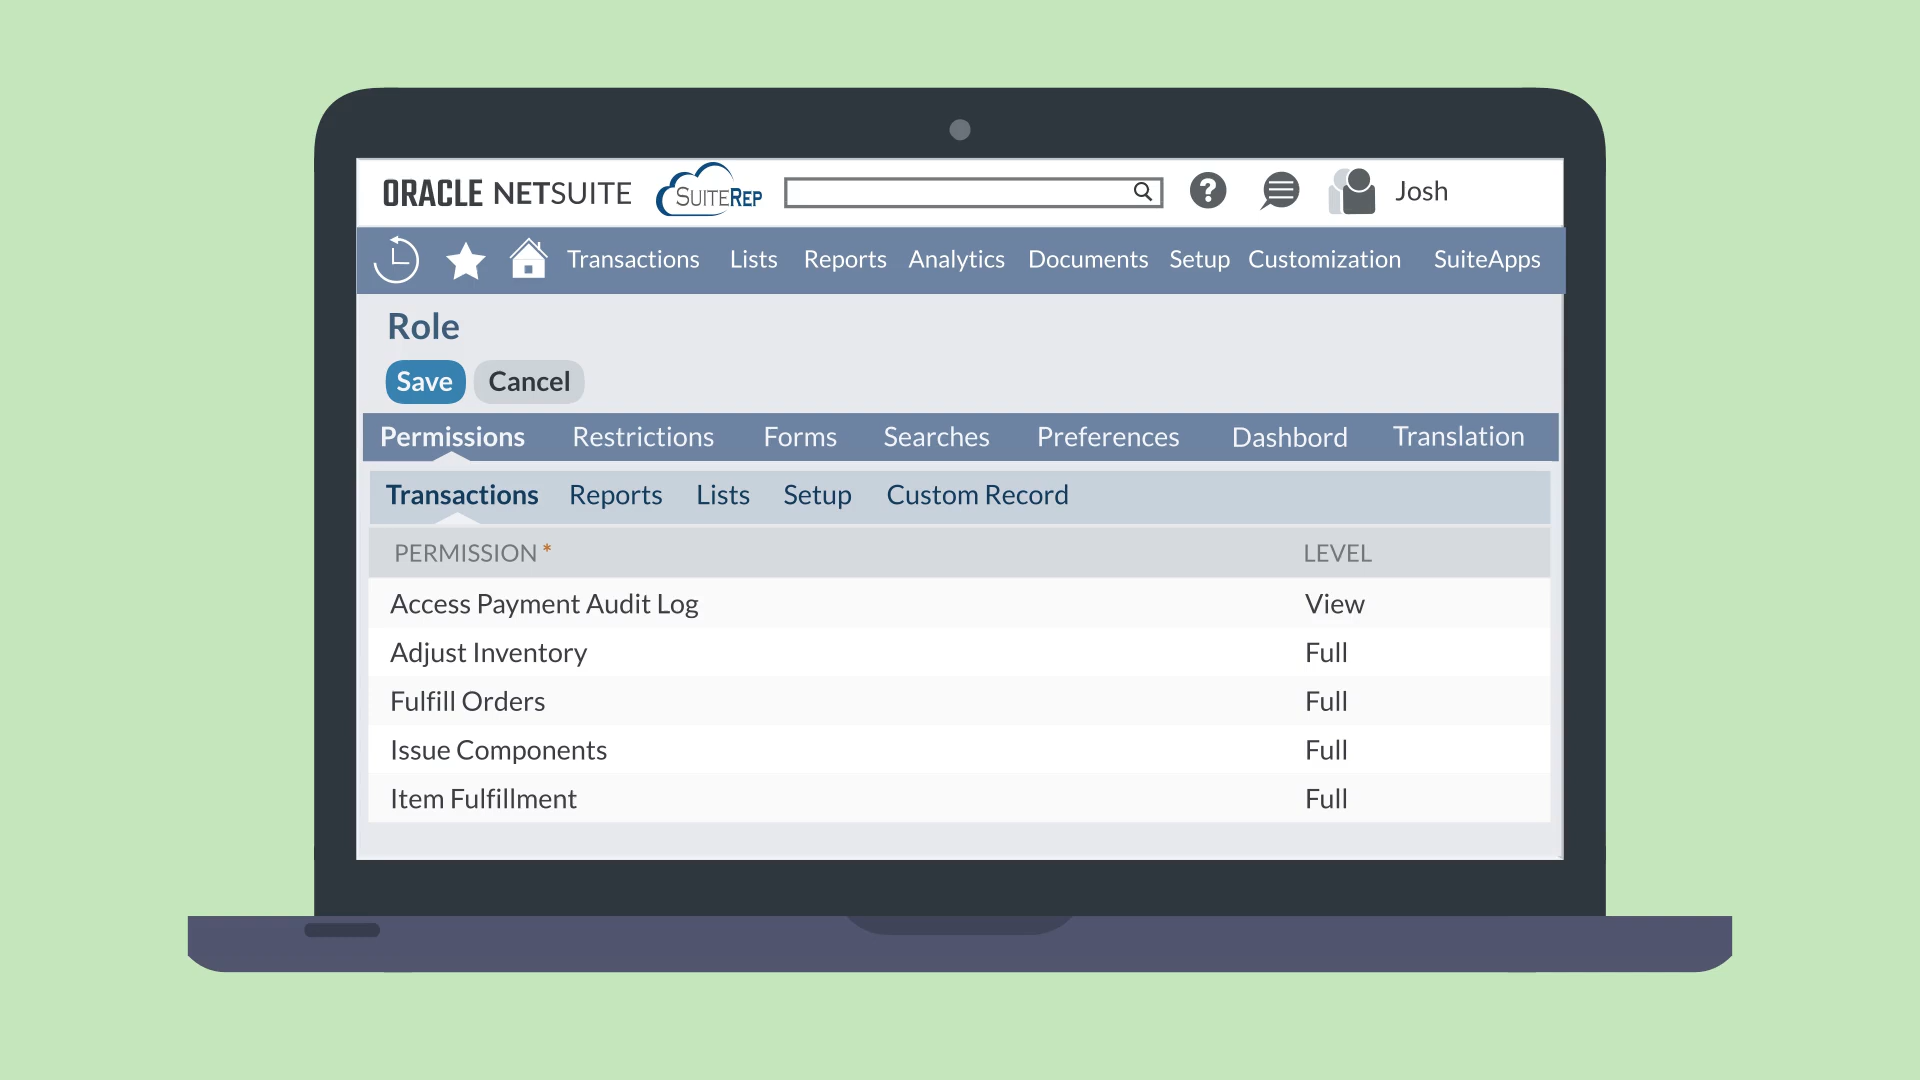 ORACLE NETSUITE SUITEREP ? Josh
Transactions Lists Reports Analytics Documents Setup Customization SuiteApps
Role
Save Cancel
Permissions Restrictions Forms Searches Preferences Dashbord Translation
Transactions Reports Lists Setup Custom Record
PERMISSION * LEVEL
Access Payment Audit Log View
Adjust Inventory Full
Fulfill Orders Full
Issue Components Full
Item Fulfillment Full